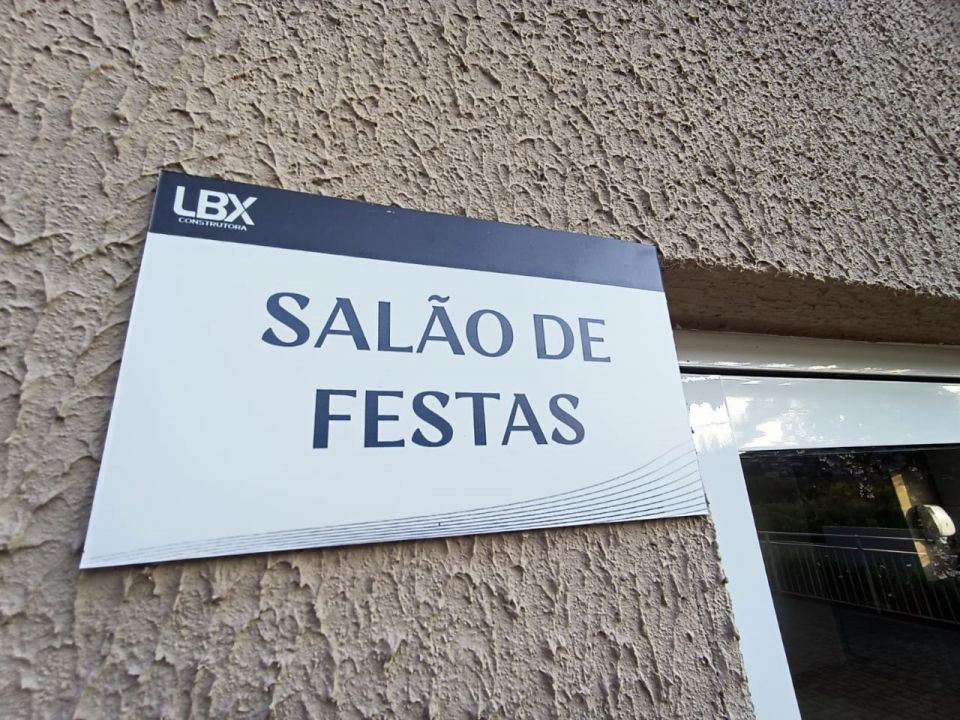 LBX
CONSTRUTORA
SALÃO DE
FESTAS